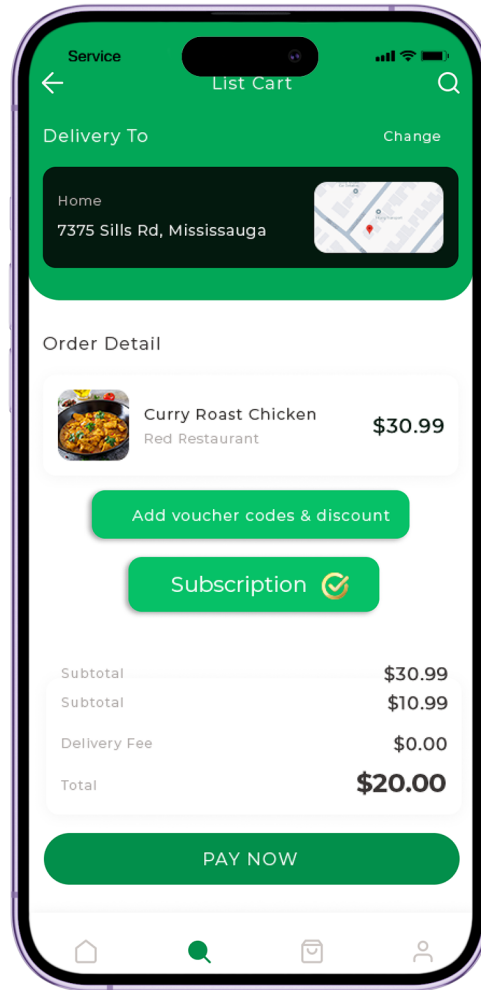 Service
List Cart
Delivery To
Change
Home
7375 Sills Rd, Mississauga
Order Detail
Curry Roast Chicken
Red Restaurant
$30.99
Add voucher codes & discount
Subscription
Subtotal $30.99
Subtotal $10.99
Delivery Fee $0.00
Total $20.00
PAY NOW